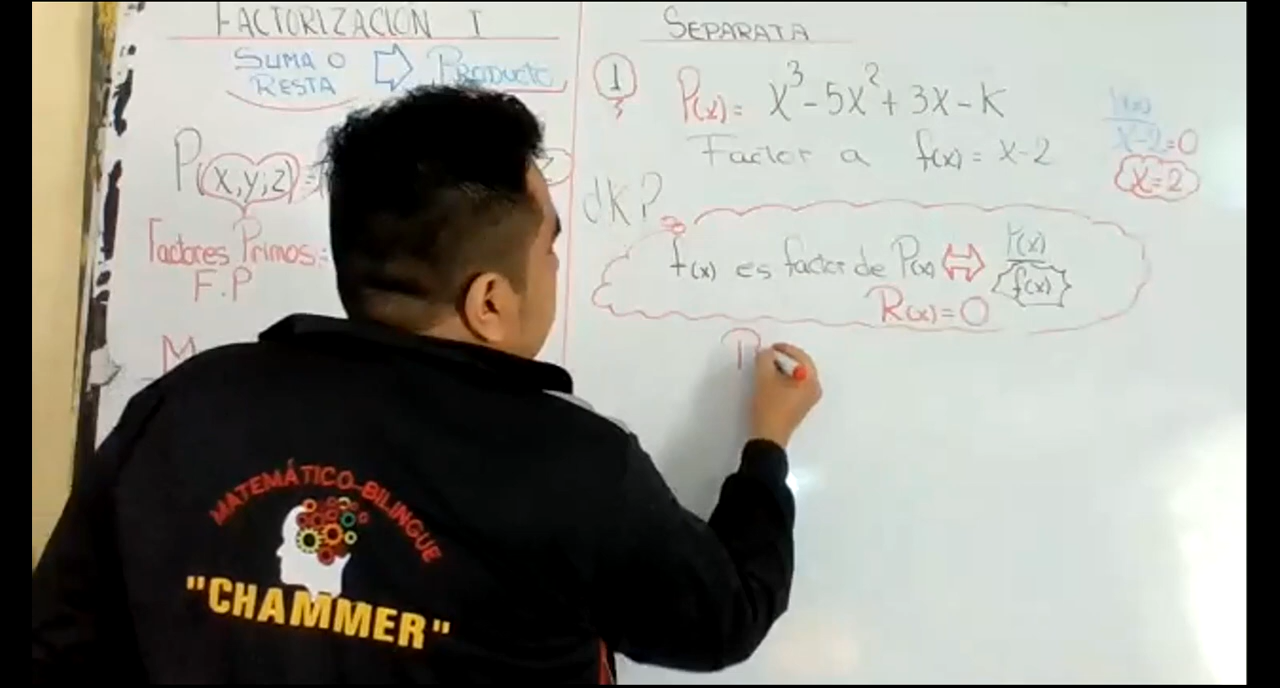 FACTORIZACIÓN I
SUMA O
RESTA
PRODUCTO
P(x,y;z) =
Factores Primos:
F.P
M
SEPARATA
1
P(x) = x³ - 5x² + 3x - K
Factor a f(x) = x-2
¿K?
x-2=0
x=2
f(x) es factor de P(x) ⇔ P(x)
f(x)
R(x)=0
MATEMÁTICO-BILINGÜE
"CHAMMER"